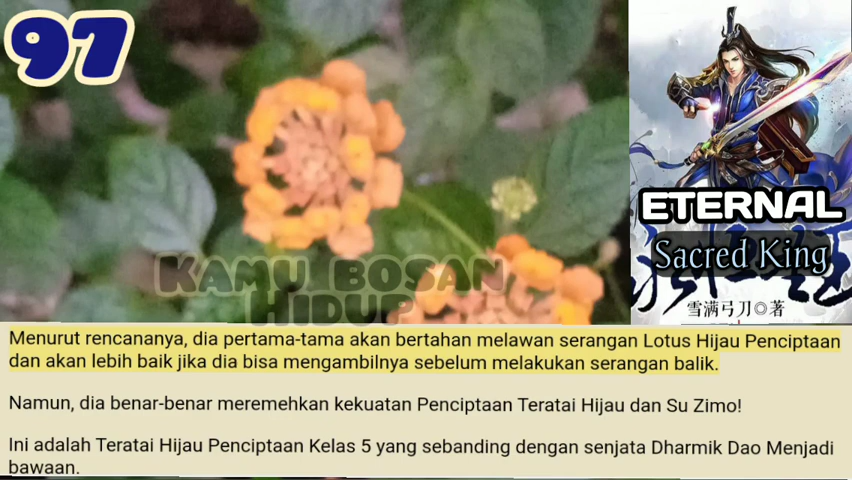 97
ETERNAL
Sacred King
雪满弓刀◎著
KAMU BOSAN
HIDUP
Menurut rencananya, dia pertama-tama akan bertahan melawan serangan Lotus Hijau Penciptaan
dan akan lebih baik jika dia bisa mengambilnya sebelum melakukan serangan balik.
Namun, dia benar-benar meremehkan kekuatan Penciptaan Teratai Hijau dan Su Zimo!
Ini adalah Teratai Hijau Penciptaan Kelas 5 yang sebanding dengan senjata Dharmik Dao Menjadi
bawaan.